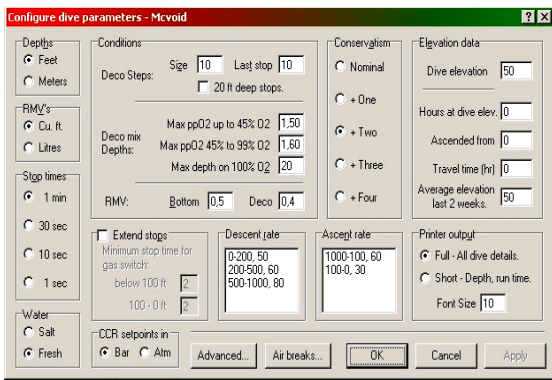 Configure dive parameters - Mcvoid
Depths
Feet
Meters
RMV's
Cu. ft.
Litres
Stop times
1 min
30 sec
10 sec
1 sec
Water
Salt
Fresh
Conditions
Deco Steps:
Size 10 Last stop 10
20 ft deep stops.
Deco mix
Depths:
Max ppO2 up to 45% O2 1,50
Max ppO2 45% to 99% O2 1,60
Max depth on 100% O2 20
RMV: Bottom 0,5 Deco 0,4
Conservatism
Nominal
+ One
+ Two
+ Three
+ Four
Elevation data
Dive elevation 50
Hours at dive elev. 0
Ascended from 0
Travel time (hr) 0
Average elevation
last 2 weeks. 50
Extend stops
Minimum stop time for
gas switch:
below 100 ft 2
100 - 0 ft 2
Descent rate
0-200, 50
200-500, 60
500-1000, 80
Ascent rate
1000-100, 60
100-0, 30
Printer output
Full - All dive details.
Short - Depth, run time.
Font Size 10
CCR setpoints in
Bar Atm
Advanced... Air breaks... OK Cancel Apply